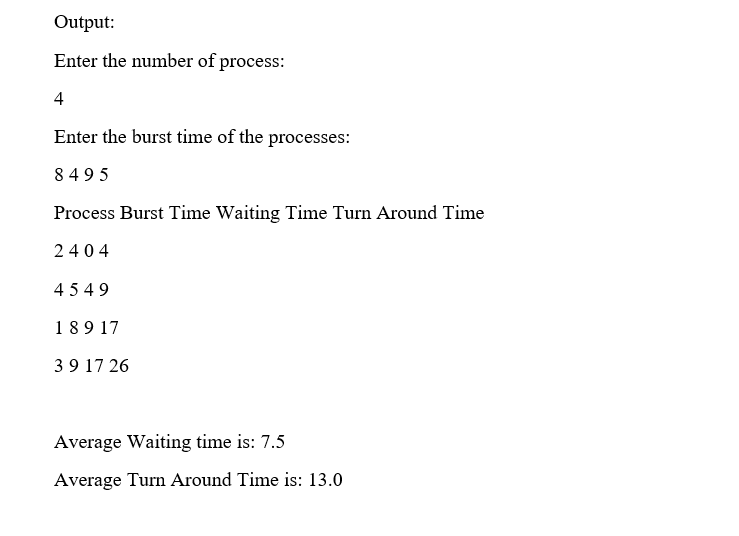 Output:
Enter the number of process:
4
Enter the burst time of the processes:
8 4 9 5
Process Burst Time Waiting Time Turn Around Time
2 4 0 4
4 5 4 9
1 8 9 17
3 9 17 26
Average Waiting time is: 7.5
Average Turn Around Time is: 13.0